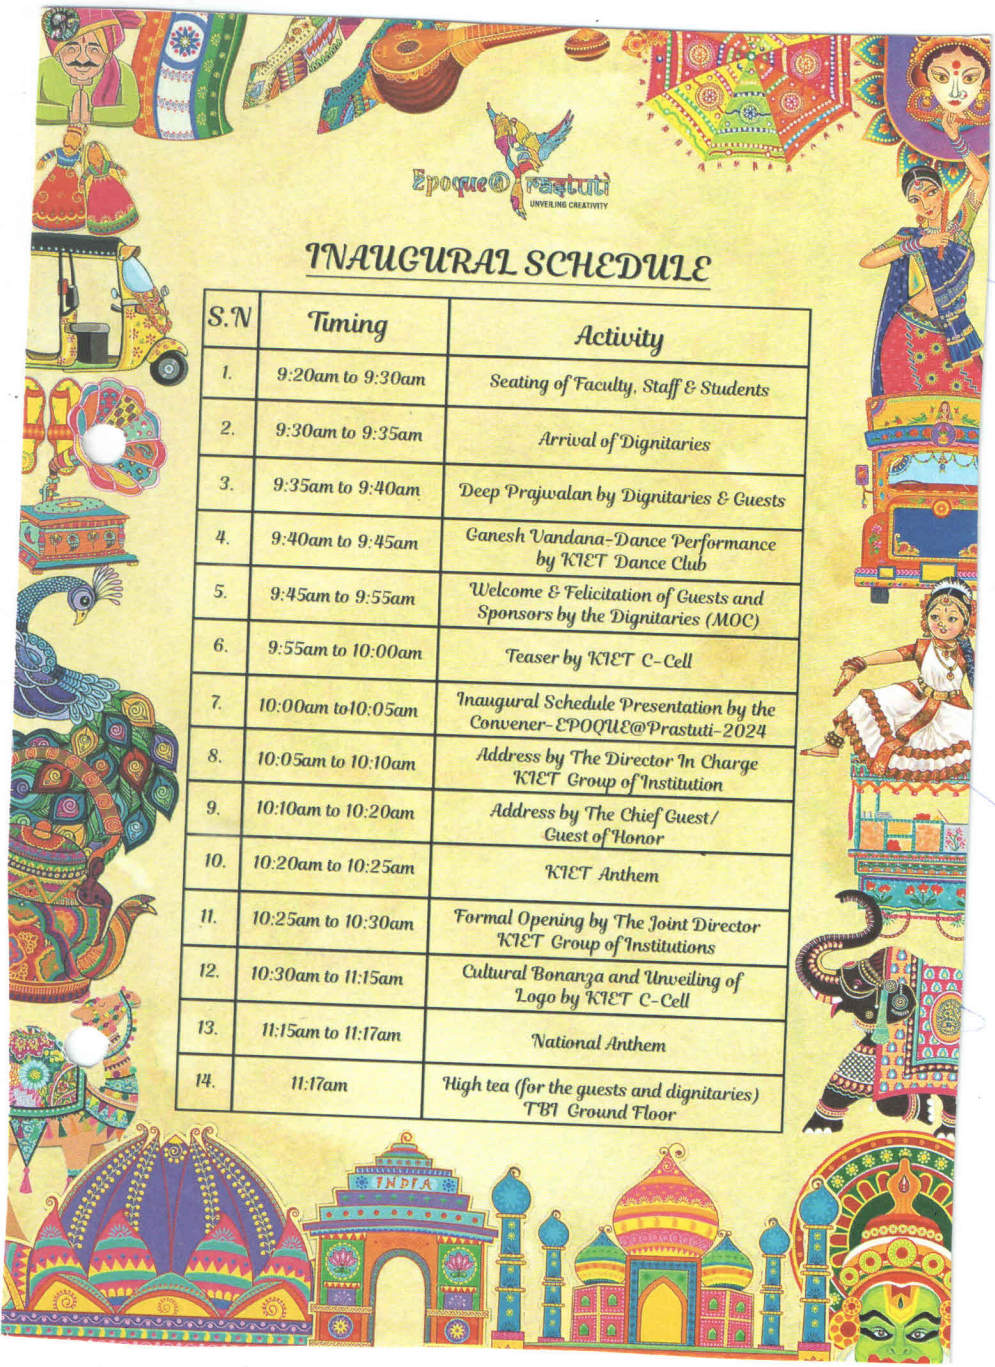 Epoque@Prastuti
UNVEILING CREATIVITY
INAUGURAL SCHEDULE
S.N Timing Activity
1. 9:20am to 9:30am Seating of Faculty, Staff & Students
2. 9:30am to 9:35am Arrival of Dignitaries
3. 9:35am to 9:40am Deep Prajwalan by Dignitaries & Guests
4. 9:40am to 9:45am Ganesh Vandana-Dance Performance
by KIET Dance Club
5. 9:45am to 9:55am Welcome & Felicitation of Guests and
Sponsors by the Dignitaries (MOC)
6. 9:55am to 10:00am Teaser by KIET C-Cell
7. 10:00am to10:05am Inaugural Schedule Presentation by the
Convener-EPOQUE@Prastuti-2024
8. 10:05am to 10:10am Address by The Director In Charge
KIET Group of Institution
9. 10:10am to 10:20am Address by The Chief Guest/
Guest of Honor
10. 10:20am to 10:25am KIET Anthem
11. 10:25am to 10:30am Formal Opening by The Joint Director
KIET Group of Institutions
12. 10:30am to 11:15am Cultural Bonanza and Unveiling of
Logo by KIET C-Cell
13. 11:15am to 11:17am National Anthem
14. 11:17am High tea (for the guests and dignitaries)
TBI Ground Floor
INDIA